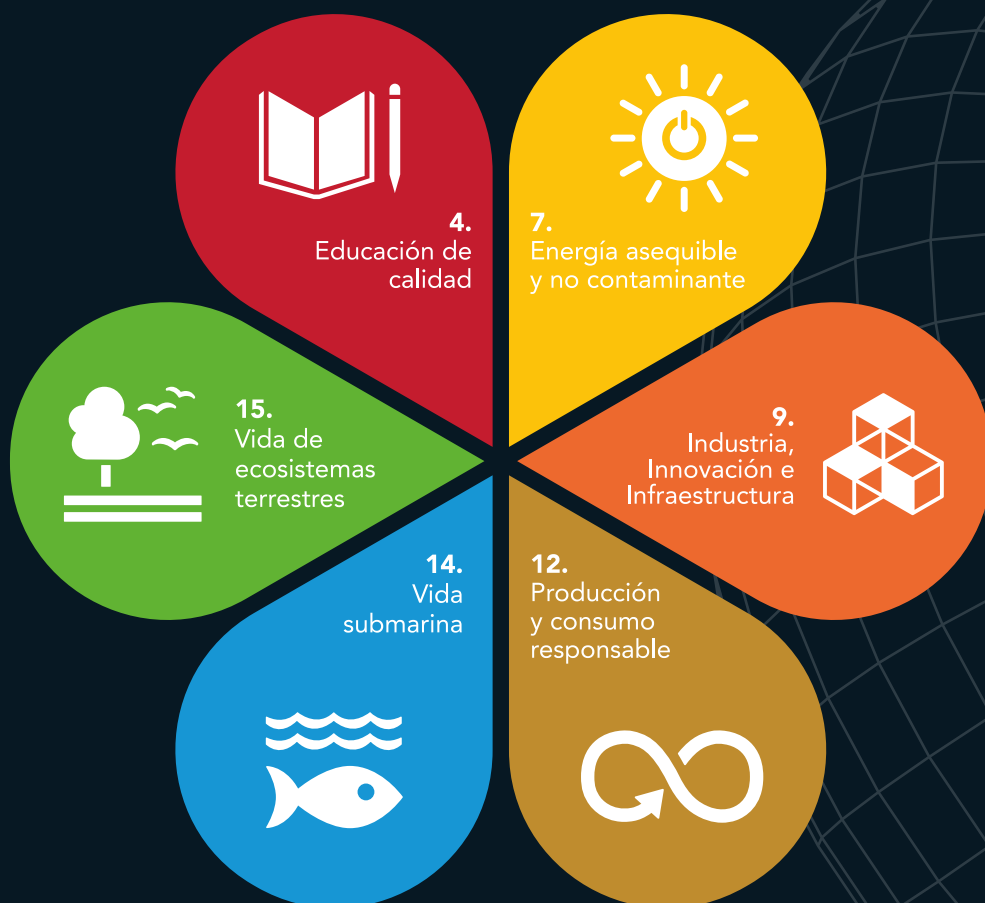 4.
Educación de
calidad
7.
Energía asequible
y no contaminante
15.
Vida de
ecosistemas
terrestres
9.
Industria,
Innovación e
Infraestructura
14.
Vida
submarina
12.
Producción
y consumo
responsable